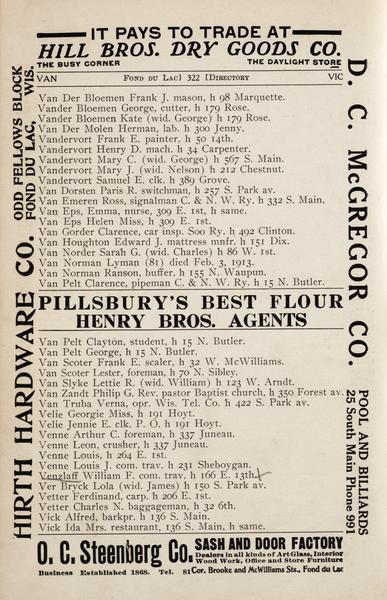 IT PAYS TO TRADE AT
HILL BROS. DRY GOODS CO.
THE BUSY CORNER THE DAYLIGHT STORE
VAN FOND DU LAC] 322 [DIRECTORY VIC
Van Der Bloemen Frank J. mason, h 98 Marquette.
Vander Bloemen George, cutter, h 179 Rose.
Vander Bloemen Kate (wid. George) h 179 Rose.
Van Der Molen Herman, lab. h 300 Jenny.
Vandervort Frank E. painter, h 50 14th.
Vandervort Henry D. mach. h 34 Carpenter.
Vandervort Mary C. (wid. George) h 567 S. Main.
Vandervort Mary J. (wid. Nelson) h 212 Chestnut.
Vandervort Samuel E. clk. h 389 Grove.
Van Dorsten Paris R. switchman, h 257 S. Park av.
Van Emeren Ross, signalman C. & N. W. Ry. h 332 S. Main.
Van Eps, Emma, nurse, 309 E. 1st, h same.
Van Eps Helen Miss, h 309 E. 1st.
Van Gorder Clarence, car insp. Soo Ry. h 492 Clinton.
Van Houghton Edward J. mattress mnfr. h 151 Dix.
Van Norder Sarah G. (wid. Charles) h 86 W. 1st.
Van Norman Lyman (81) died Feb. 3, 1913.
Van Norman Ranson, buffer, h 155 N. Waupun.
Van Pelt Clarence, pipeman C. & N. W. Ry. h 15 N. Butler.
PILLSBURY'S BEST FLOUR
HENRY BROS. AGENTS
Van Pelt Clayton, student, h 15 N. Butler.
Van Pelt George, h 15 N. Butler.
Van Scoter Frank E. scaler, h 32 W. McWilliams.
Van Scoter Lester, foreman, h 70 N. Sibley.
Van Slyke Lettie R. (wid. William) h 123 W. Arndt.
Van Zandt Philip G. Rev. pastor Baptist church, h 350 Forest av.
Van Truba Verna, opr. Wis. Tel. Co. h 422 S. Park av.
Velie Georgie Miss, h 191 Hoyt.
Velie Jennie E. clk. P. O. h 191 Hoyt.
Venne Arthur C. foreman, h 337 Juneau.
Venne Leon, crusher, h 337 Juneau.
Venne Louis, h 264 E. 1st.
Venne Louis J. com. trav. h 231 Sheboygan.
Venzlaff William F. com. trav. h 166 E. 13th.
Ver Bryck Lola (wid. James) h 150 S. Park av.
Vetter Ferdinand, carp. h 206 E. 1st.
Vetter Charles N. baggageman, h 32 6th.
Vick Alfred, barkpr. h 136 S. Main.
Vick Ida Mrs. restaurant, 136 S. Main, h same.
O. C. Steenberg Co. SASH AND DOOR FACTORY
Dealers in all kinds of Art Glass, Interior
Wood Work, Office and Store Furniture
Business Established 1868. Tel. 81 Cor. Brooke and McWilliams Sts., Fond du Lac
HIRTH HARDWARE CO. ODD FELLOWS BLOCK
FOND DU LAC, WIS.
D. C. McGREGOR CO. POOL AND BILLIARDS
25 South Main Phone 991